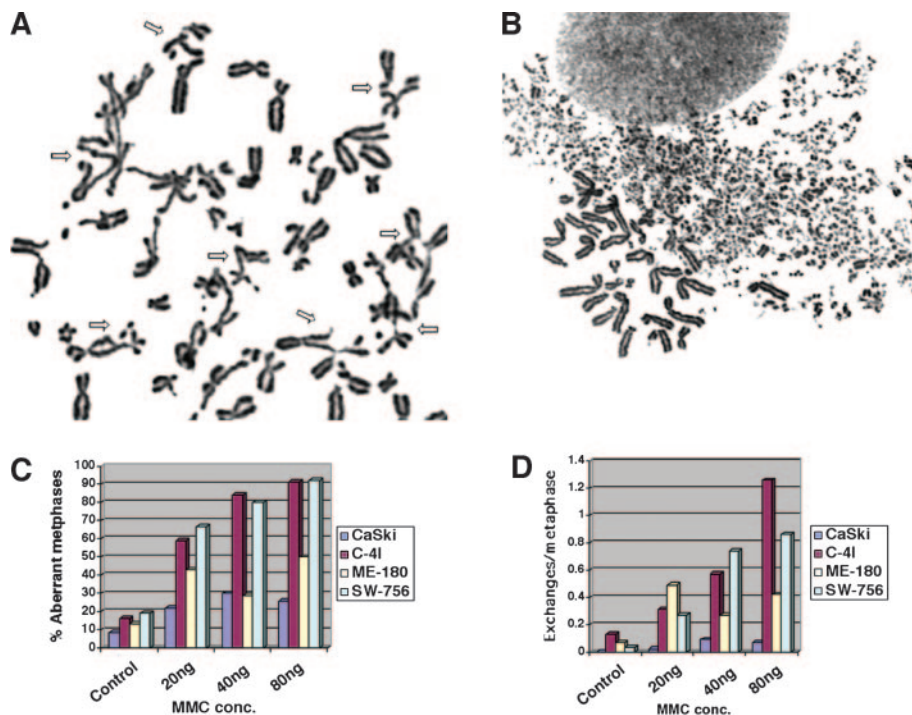 A
B
C
% Aberrant metphases
100
90
80
70
60
50
40
30
20
10
0
Control
20ng
40ng
80ng
MMC conc.
CaSki
C-4I
ME-180
SW-756
D
Exchanges/metaphase
1.4
1.2
1
0.8
0.6
0.4
0.2
0
Control
20ng
40ng
80ng
MMC conc.
CaSki
C-4I
ME-180
SW-756